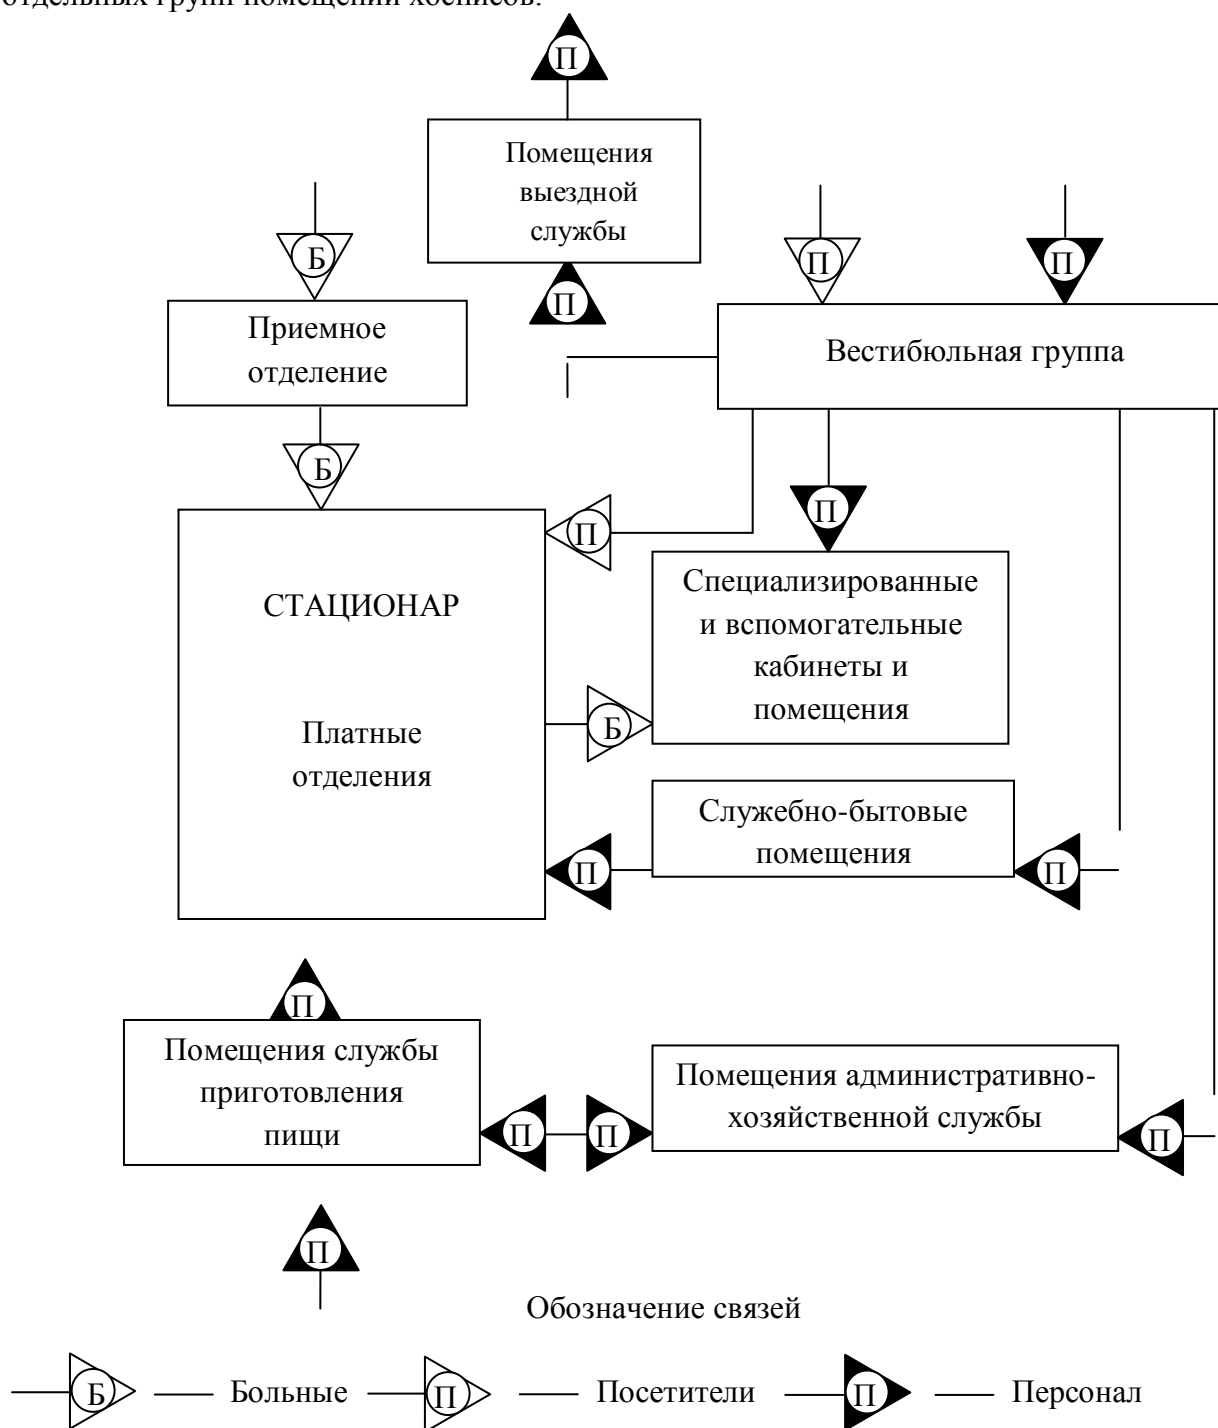 отдельных групп помещений хосписов.
П
Помещения
выездной
службы
Б
П
П
П
Приемное
отделение
Вестибюльная группа
Б
П
П
СТАЦИОНАР
Платные
отделения
Специализированные
и вспомогательные
кабинеты и
помещения
Б
Служебно-бытовые
помещения
П
П
П
Помещения службы
приготовления
пищи
Помещения административно-
хозяйственной службы
П
П
П
П
Обозначение связей
Б
Больные
П
Посетители
П
Персонал